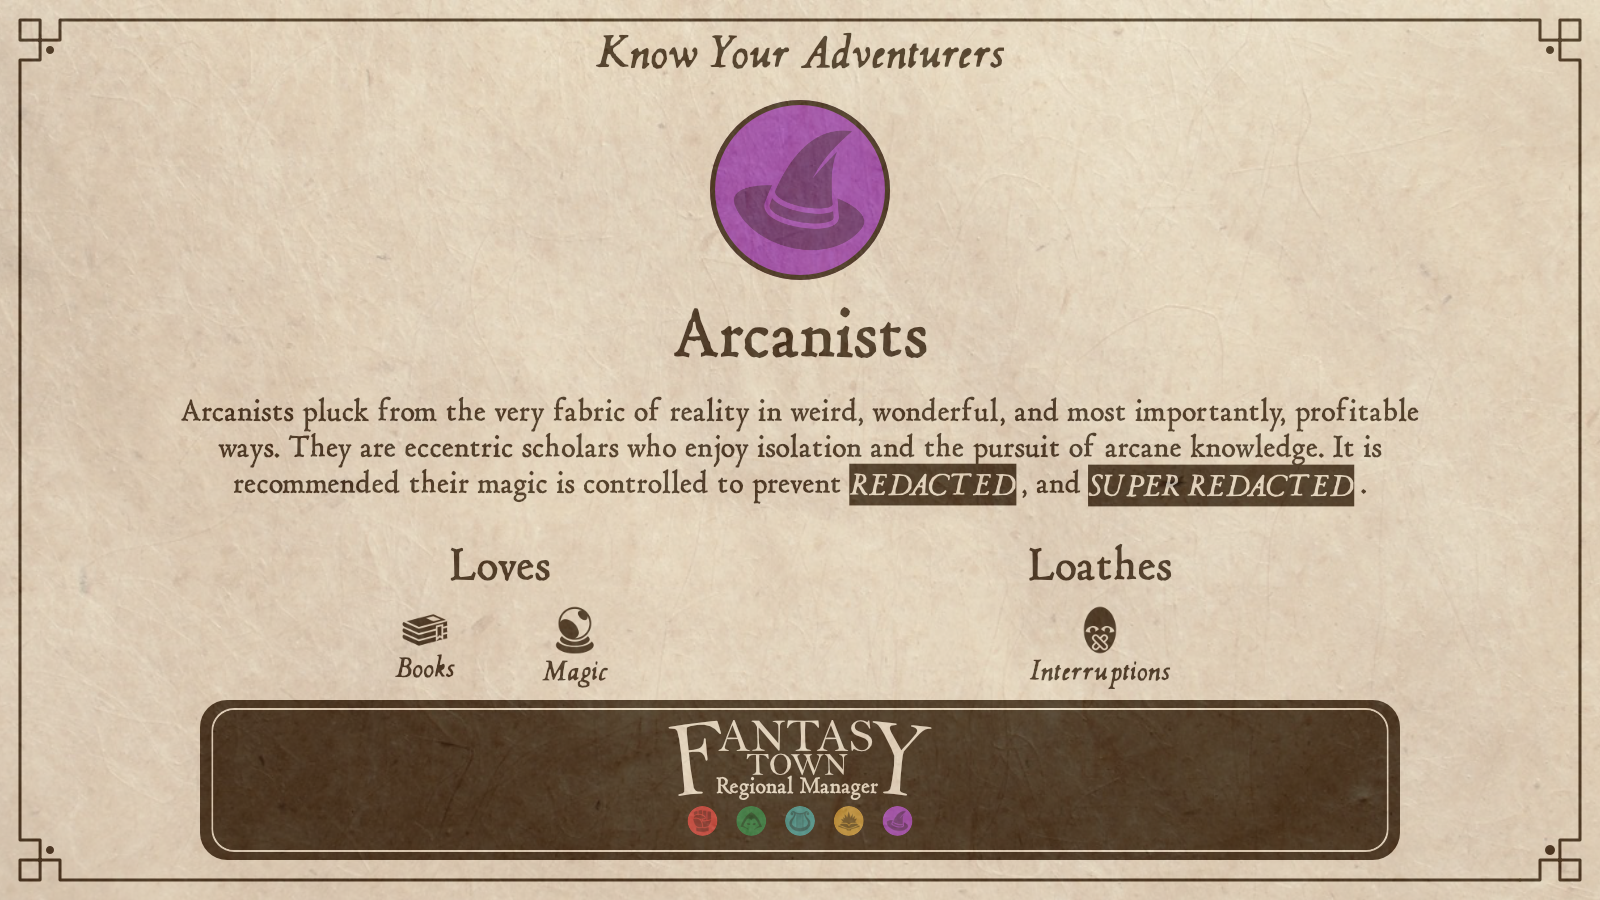 Know Your Adventurers
Arcanists
Arcanists pluck from the very fabric of reality in weird, wonderful, and most importantly, profitable
ways. They are eccentric scholars who enjoy isolation and the pursuit of arcane knowledge. It is
recommended their magic is controlled to prevent REDACTED, and SUPER REDACTED.
Loves
Loathes
Books
Magic
Interruptions
FANTASY
TOWN
Regional Manager